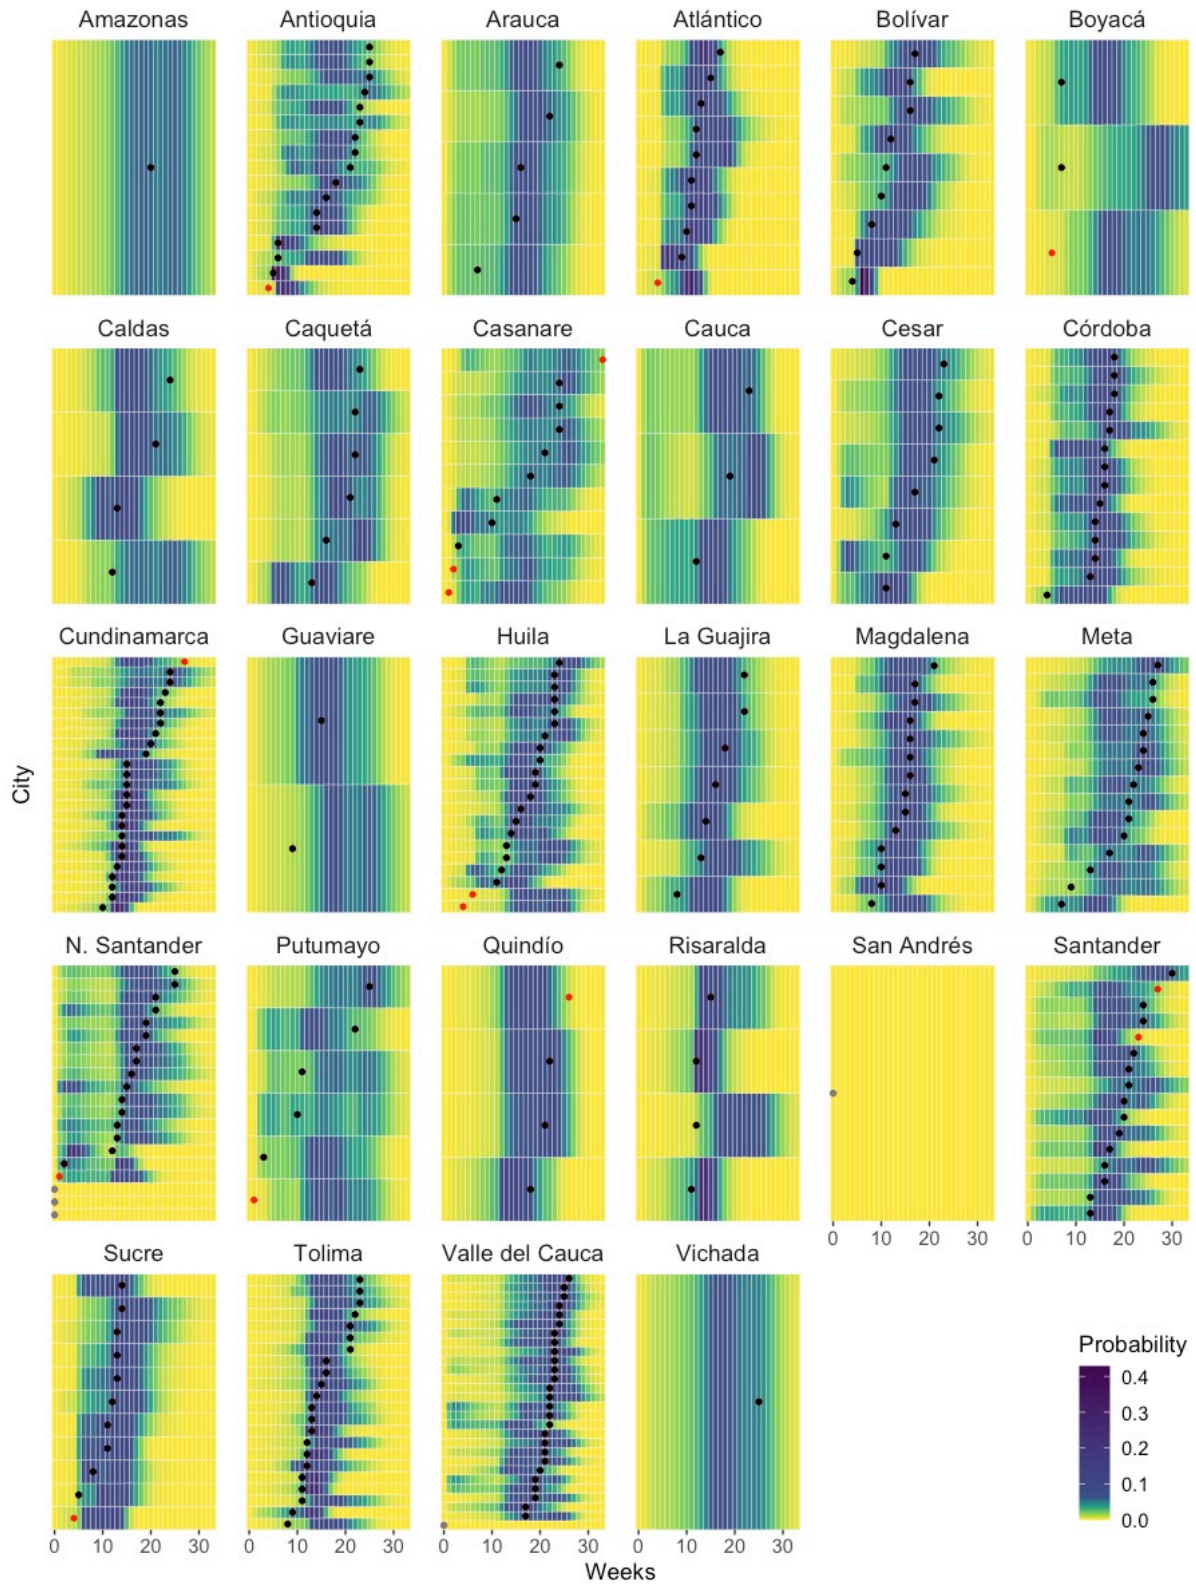 Amazonas Antioquia Arauca Atlántico Bolívar Boyacá
Caldas Caquetá Casanare Cauca Cesar Córdoba
Cundinamarca Guaviare Huila La Guajira Magdalena Meta
City
N. Santander Putumayo Quindío Risaralda San Andrés Santander
0 10 20 30 0 10 20 30
Sucre Tolima Valle del Cauca Vichada
Probability
0.4
0.3
0.2
0.1
0.0
0 10 20 30 0 10 20 30 0 10 20 30 0 10 20 30
Weeks